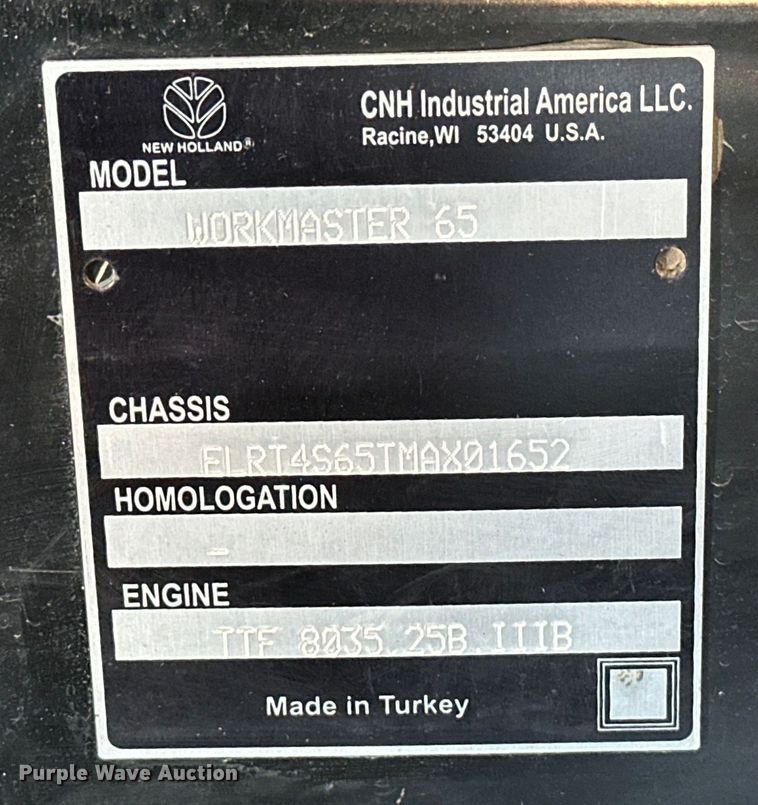 NEW HOLLAND®
CNH Industrial America LLC.
Racine,WI 53404 U.S.A.
MODEL
WORKMASTER 65
CHASSIS
ELRT4S65TMAX01652
HOMOLOGATION
-
ENGINE
TTF 8035.25B.IIIB
Made in Turkey
Purple Wave Auction